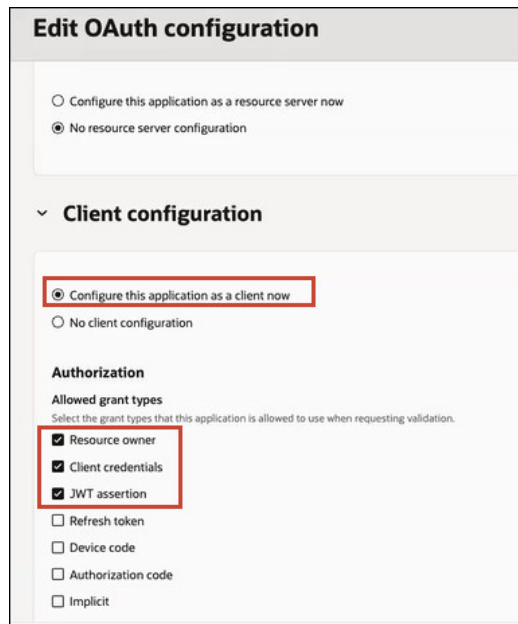 Edit OAuth configuration
Configure this application as a resource server now
No resource server configuration
Client configuration
Configure this application as a client now
No client configuration
Authorization
Allowed grant types
Select the grant types that this application is allowed to use when requesting validation.
Resource owner
Client credentials
JWT assertion
Refresh token
Device code
Authorization code
Implicit